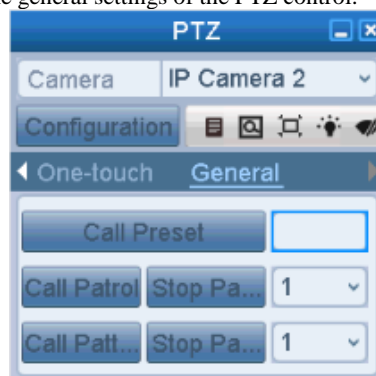 e general settings of the PTZ control.
PTZ
Camera IP Camera 2
Configuration
One-touch General
Call Preset
Call Patrol Stop Pa... 1
Call Patt... Stop Pa... 1